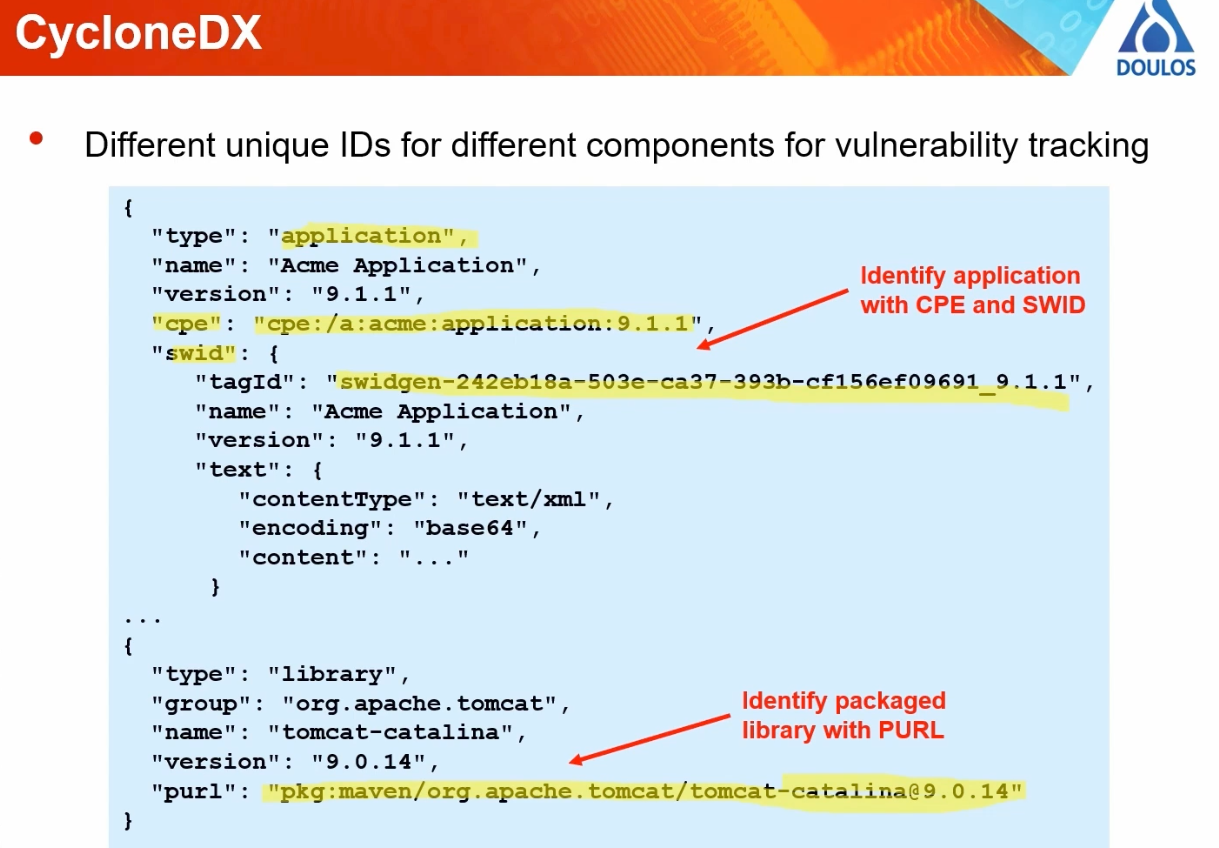 CycloneDX
DOULOS
• Different unique IDs for different components for vulnerability tracking
{
"type": "application",
"name": "Acme Application",
Identify application
"version": "9.1.1",
with CPE and SWID
"cpe": "cpe:/a:acme:application:9.1.1",
"swid": {
"tagId": "swidgen-242eb18a-503e-ca37-393b-cf156ef09691_9.1.1",
"name": "Acme Application",
"version": "9.1.1",
"text": {
"contentType": "text/xml",
"encoding": "base64",
"content": "..."
}
...
{
"type": "library",
"group": "org.apache.tomcat",
Identify packaged
"name": "tomcat-catalina",
library with PURL
"version": "9.0.14",
"purl": "pkg:maven/org.apache.tomcat/tomcat-catalina@9.0.14"
}